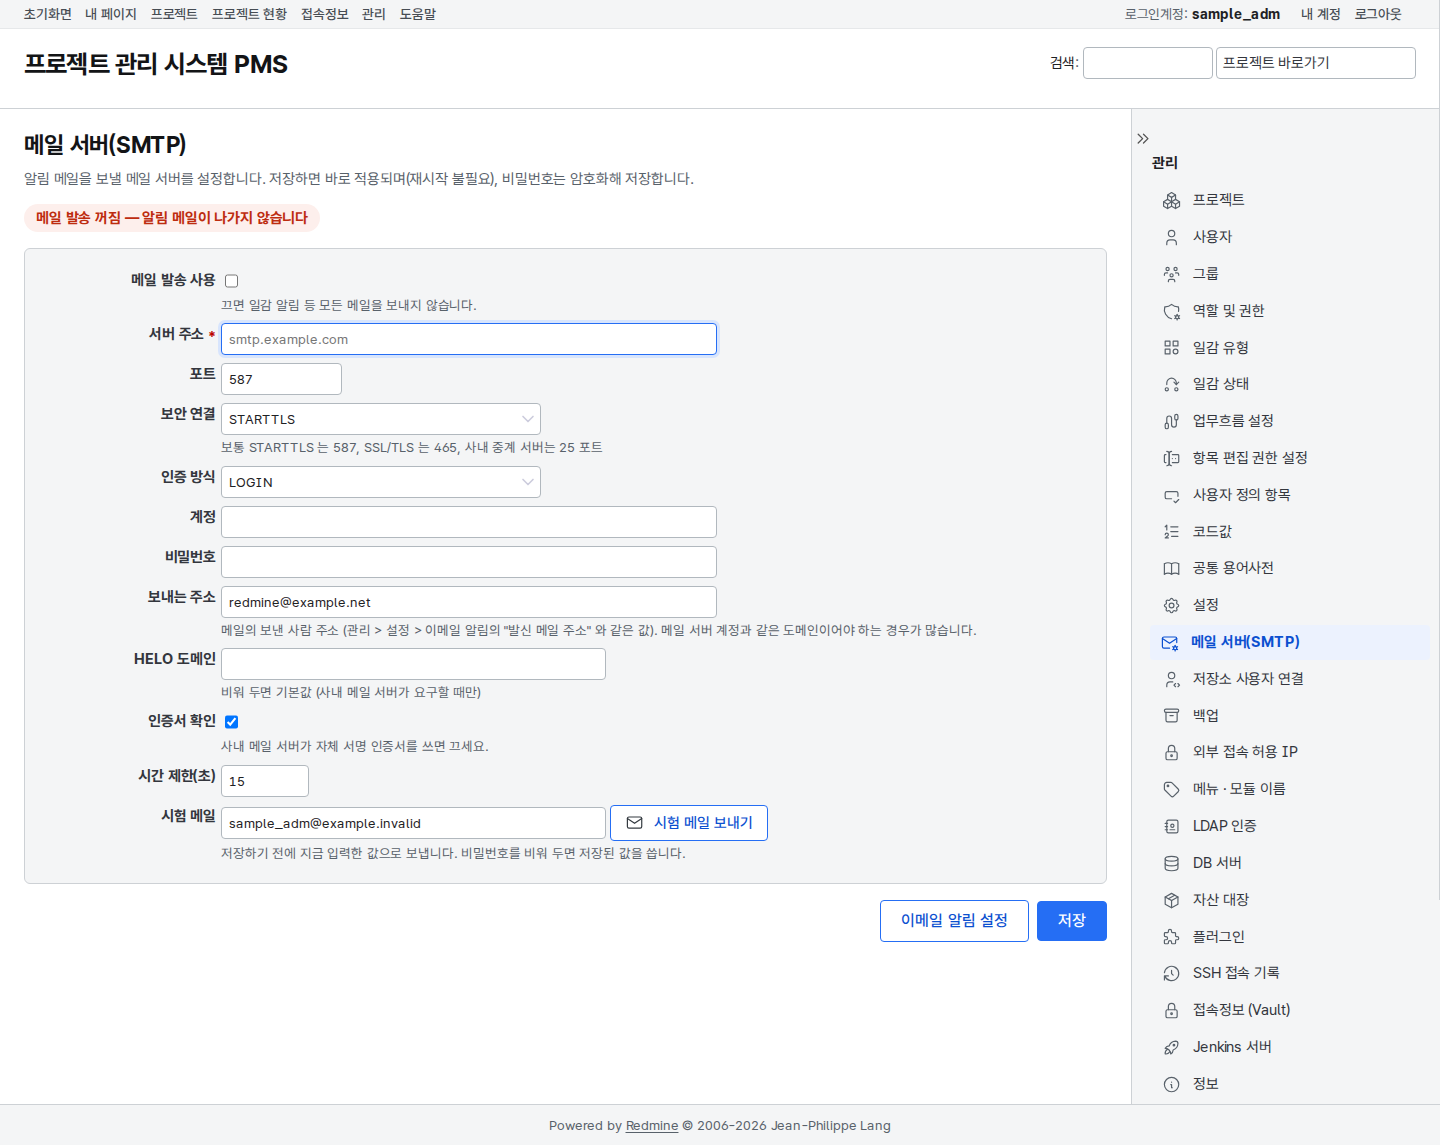 초기화면 내 페이지 프로젝트 프로젝트 현황 접속정보 관리 도움말 로그인계정: sample_adm 내 계정 로그아웃
프로젝트 관리 시스템 PMS 검색: 프로젝트 바로가기
메일 서버(SMTP)
알림 메일을 보낼 메일 서버를 설정합니다. 저장하면 바로 적용되며(재시작 불필요), 비밀번호는 암호화해 저장합니다.
메일 발송 꺼짐 — 알림 메일이 나가지 않습니다
메일 발송 사용
끄면 일감 알림 등 모든 메일을 보내지 않습니다.
서버 주소 * smtp.example.com
포트 587
보안 연결 STARTTLS
보통 STARTTLS 는 587, SSL/TLS 는 465, 사내 중계 서버는 25 포트
인증 방식 LOGIN
계정
비밀번호
보내는 주소 redmine@example.net
메일의 보낸 사람 주소 (관리 > 설정 > 이메일 알림의 "발신 메일 주소" 와 같은 값). 메일 서버 계정과 같은 도메인이어야 하는 경우가 많습니다.
HELO 도메인
비워 두면 기본값 (사내 메일 서버가 요구할 때만)
인증서 확인
사내 메일 서버가 자체 서명 인증서를 쓰면 끄세요.
시간 제한(초) 15
시험 메일 sample_adm@example.invalid 시험 메일 보내기
저장하기 전에 지금 입력한 값으로 보냅니다. 비밀번호를 비워 두면 저장된 값을 씁니다.
이메일 알림 설정 저장
관리
프로젝트
사용자
그룹
역할 및 권한
일감 유형
일감 상태
업무흐름 설정
항목 편집 권한 설정
사용자 정의 항목
코드값
공통 용어사전
설정
메일 서버(SMTP)
저장소 사용자 연결
백업
외부 접속 허용 IP
메뉴 · 모듈 이름
LDAP 인증
DB 서버
자산 대장
플러그인
SSH 접속 기록
접속정보 (Vault)
Jenkins 서버
정보
Powered by Redmine © 2006-2026 Jean-Philippe Lang